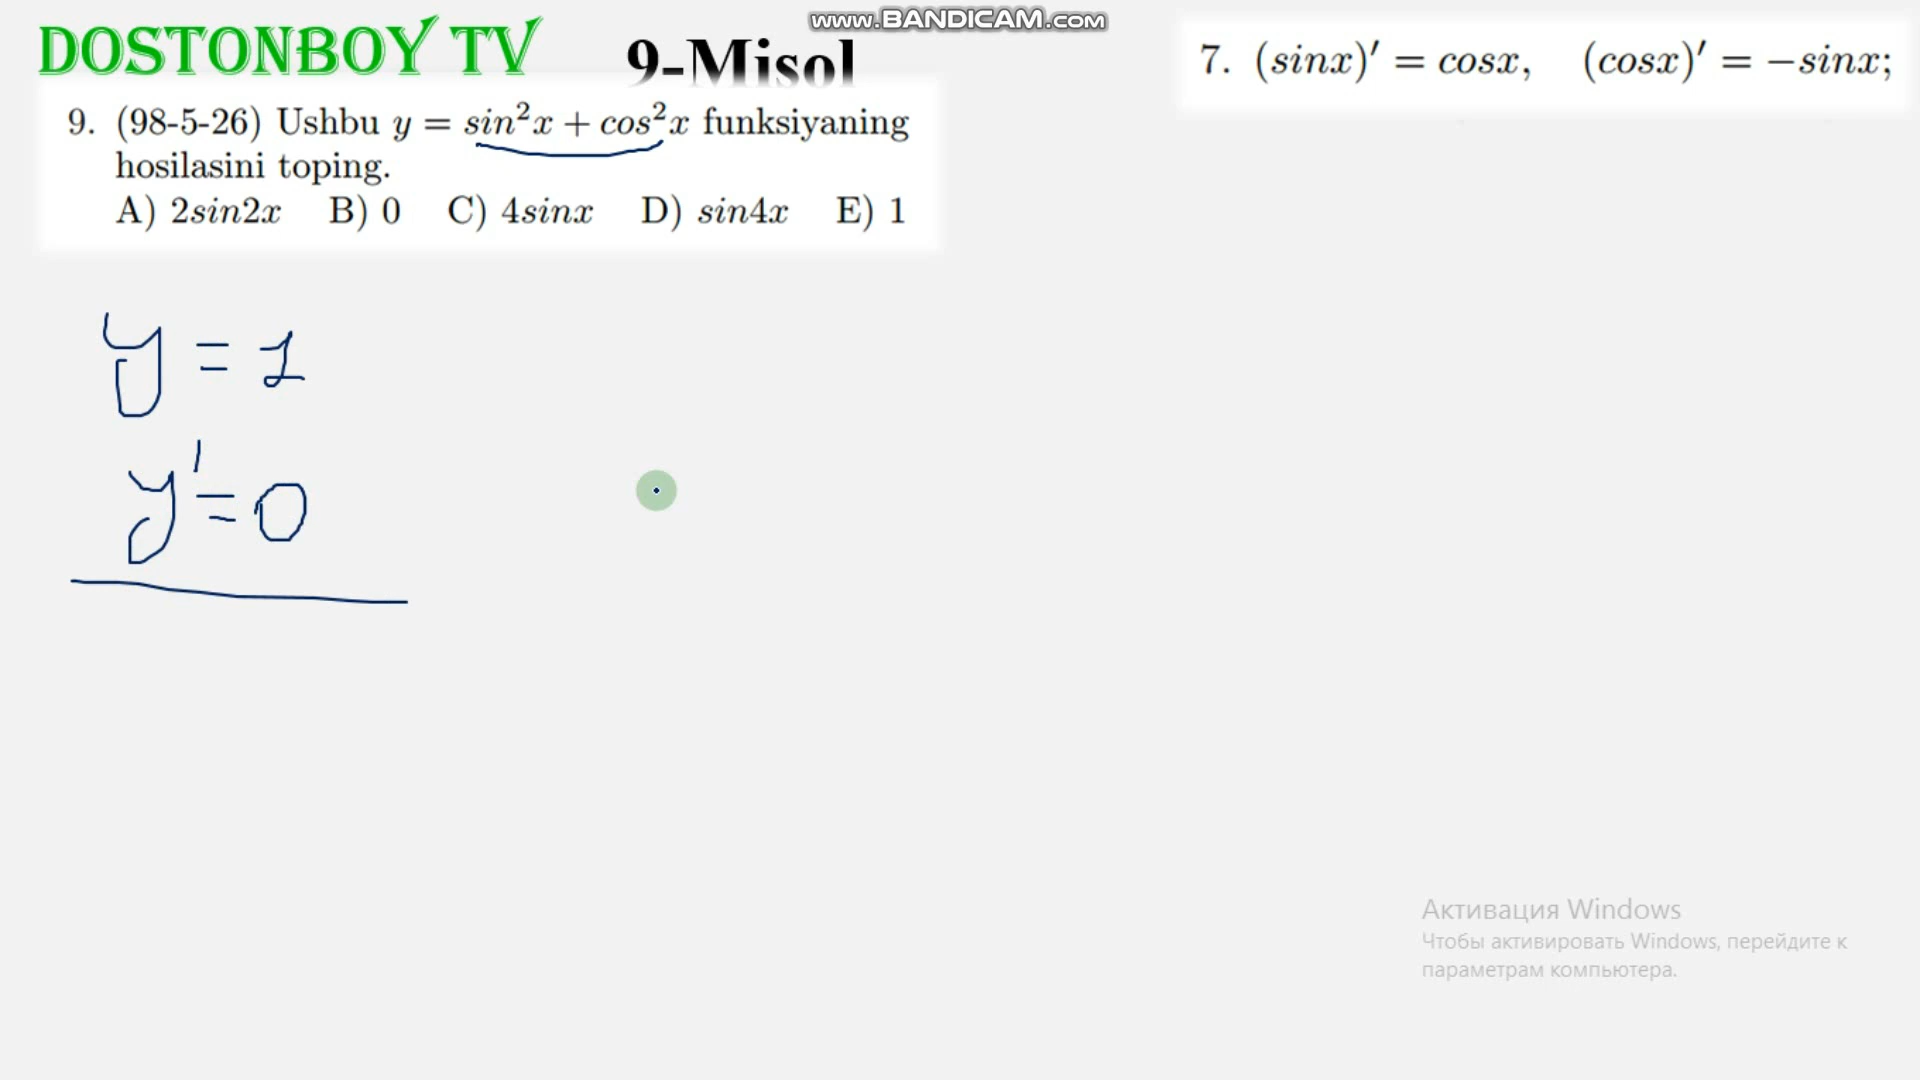 www.BANDICAM.com
DOSTONBOY TV
9-Misol
7. (sinx)′ = cosx, (cosx)′ = −sinx;
9. (98-5-26) Ushbu y = sin²x + cos²x funksiyaning
hosilasini toping.
A) 2sin2x B) 0 C) 4sinx D) sin4x E) 1
y = 1
y' = 0
Активация Windows
Чтобы активировать Windows, перейдите к
параметрам компьютера.